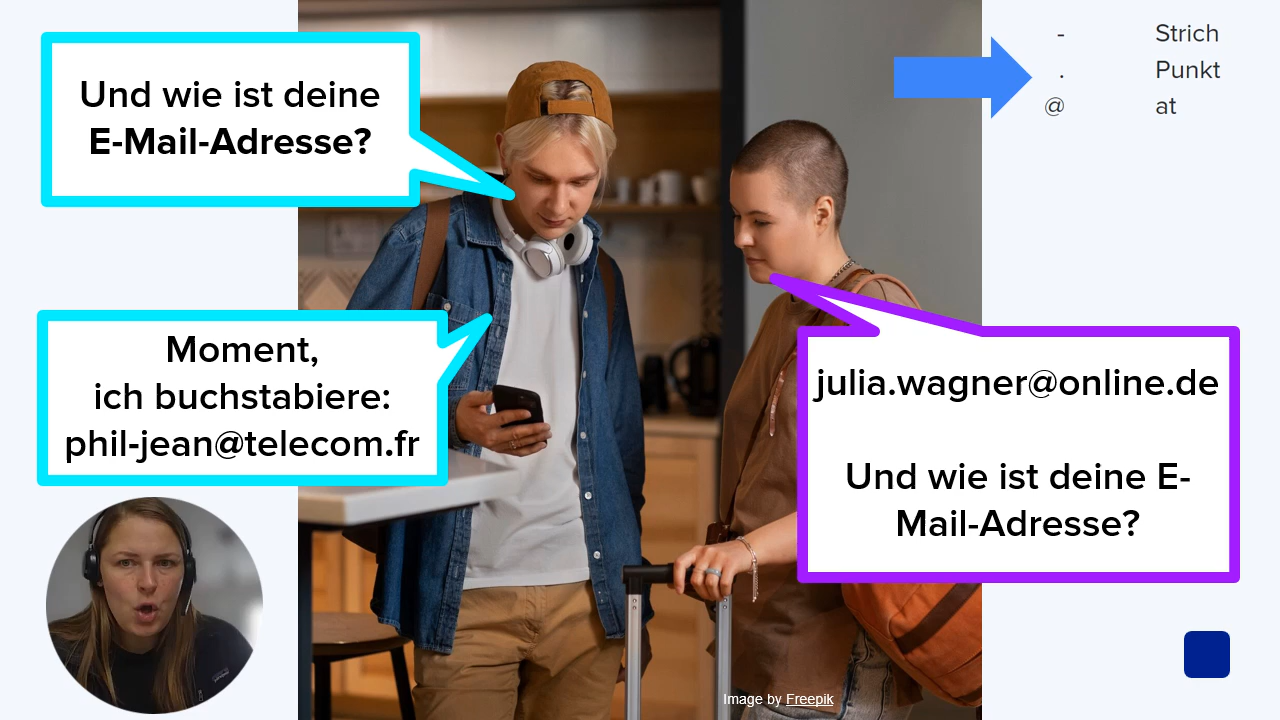 Und wie ist deine
E-Mail-Adresse?
- Strich
. Punkt
@ at
julia.wagner@online.de
Und wie ist deine E-
Mail-Adresse?
Moment,
ich buchstabiere:
phil-jean@telecom.fr
Image by Freepik